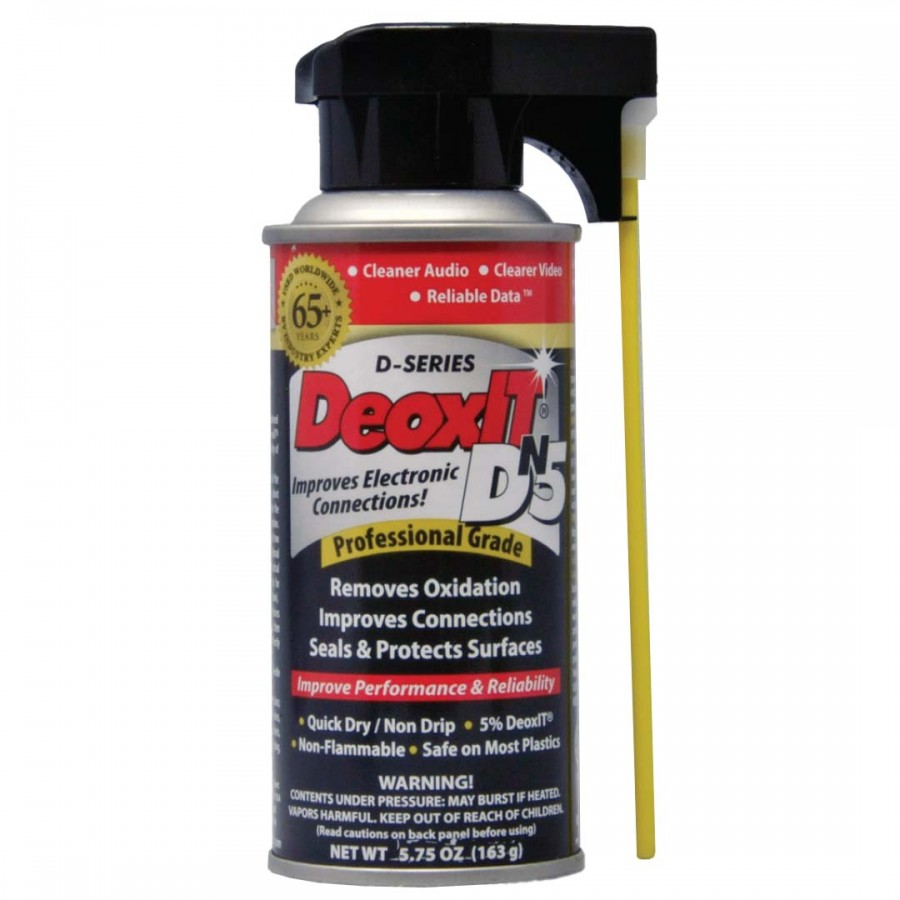 • Cleaner Audio • Clearer Video
• Reliable Data™
USED WORLDWIDE
65+
YEARS
BY INDUSTRY EXPERTS
D-SERIES
DeoxIT®
DN5
Improves Electronic
Connections!
Professional Grade
Removes Oxidation
Improves Connections
Seals & Protects Surfaces
Improve Performance & Reliability
• Quick Dry / Non Drip • 5% DeoxIT®
• Non-Flammable • Safe on Most Plastics
WARNING!
CONTENTS UNDER PRESSURE: MAY BURST IF HEATED.
VAPORS HARMFUL. KEEP OUT OF REACH OF CHILDREN.
(Read cautions on back panel before using)
NET WT 5.75 OZ (163 g)